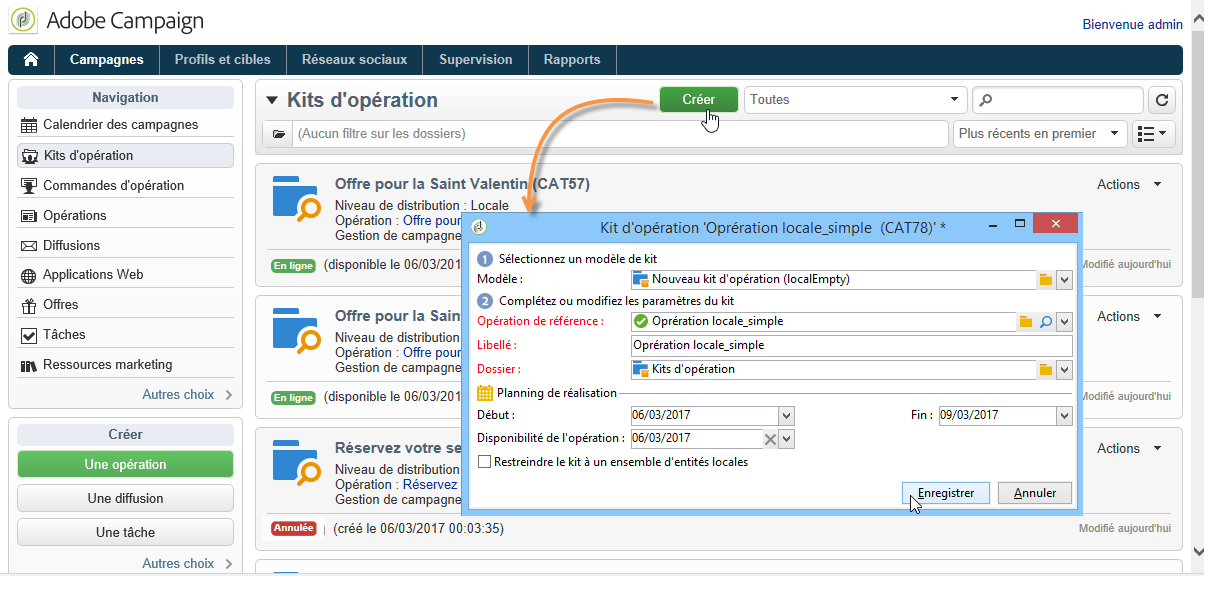 Adobe Campaign
Bienvenue admin
Campagnes
Profils et cibles
Réseaux sociaux
Supervision
Rapports
Navigation
Calendrier des campagnes
Kits d'opération
Commandes d'opération
Opérations
Diffusions
Applications Web
Offres
Tâches
Ressources marketing
Autres choix
Créer
Une opération
Une diffusion
Une tâche
Autres choix
Kits d'opération
Créer
Toutes
(Aucun filtre sur les dossiers)
Plus récents en premier
Offre pour la Saint Valentin (CAT57)
Actions
Niveau de distribution : Locale
Opération : Offre pour
Gestion de campagne
En ligne (disponible le 06/03/201
Modifié aujourd'hui
Offre pour la Sain
Actions
Niveau de distribution
Opération : Offre pour
Gestion de campagne
En ligne (disponible le 06/03/201
Modifié aujourd'hui
Réservez votre se
Actions
Niveau de distribution
Opération : Réservez
Gestion de campagne
Annulée (créé le 06/03/2017 00:03:35)
Modifié aujourd'hui
Kit d'opération 'Oprération locale_simple (CAT78)' *
1 Sélectionnez un modèle de kit
Modèle : Nouveau kit d'opération (localEmpty)
2 Complétez ou modifiez les paramètres du kit
Opération de référence : Oprération locale_simple
Libellé : Oprération locale_simple
Dossier : Kits d'opération
Planning de réalisation
Début : 06/03/2017 Fin : 09/03/2017
Disponibilité de l'opération : 06/03/2017
Restreindre le kit à un ensemble d'entités locales
Enregistrer
Annuler